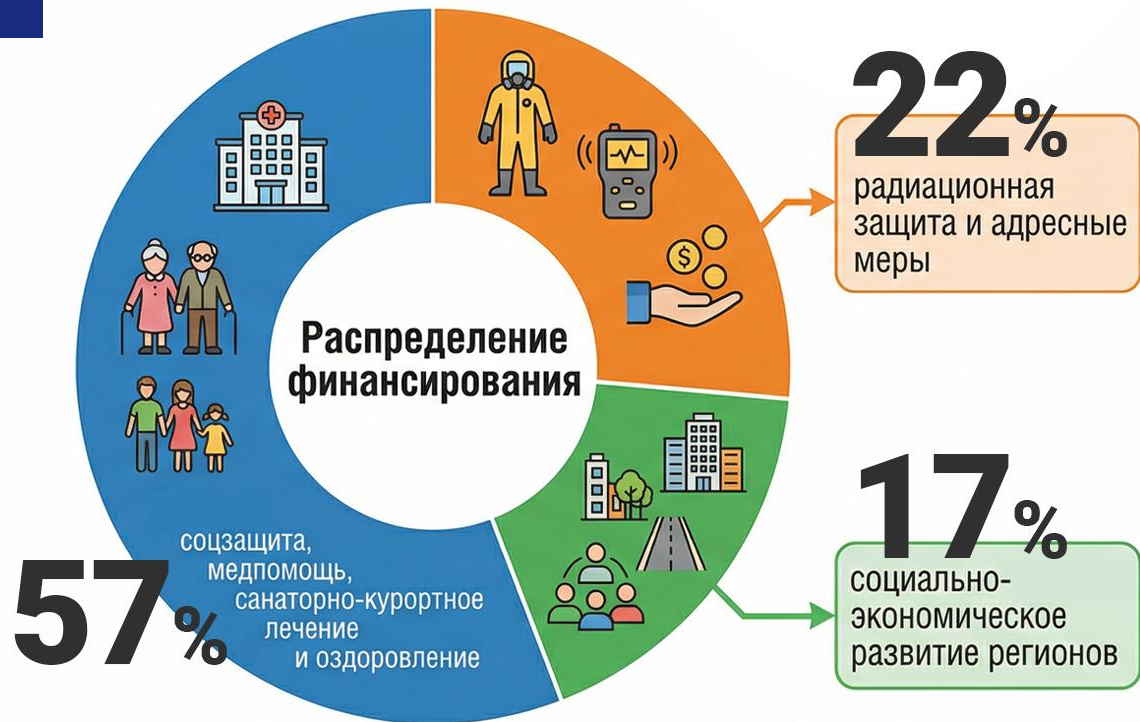 Распределение
финансирования
22%
радиационная
защита и адресные
меры
17%
социально-
экономическое
развитие регионов
57%
соцзащита,
медпомощь,
санаторно-курортное
лечение
и оздоровление
$